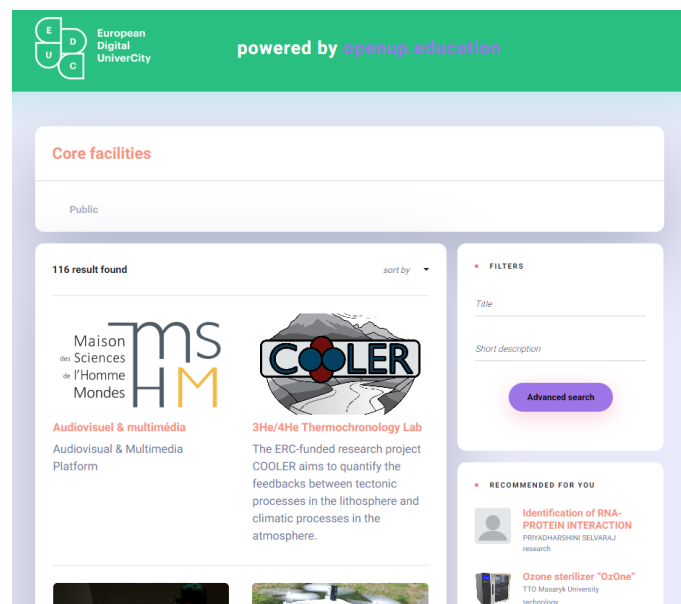 E
D
U
C
European
Digital
UniverCity
powered by openup.education
Core facilities
Public
116 result found
sort by
Maison
des Sciences
de l'Homme
Mondes
MSHM
Audiovisuel & multimédia
Audiovisual & Multimedia
Platform
COOLER
3He/4He Thermochronology Lab
The ERC-funded research project
COOLER aims to quantify the
feedbacks between tectonic
processes in the lithosphere and
climatic processes in the
atmosphere.
FILTERS
Title
Short description
Advanced search
RECOMMENDED FOR YOU
Identification of RNA-
PROTEIN INTERACTION
PRIYADHARSHINI SELVARAJ
research
Ozone sterilizer "OzOne"
TTO Masaryk University
technology